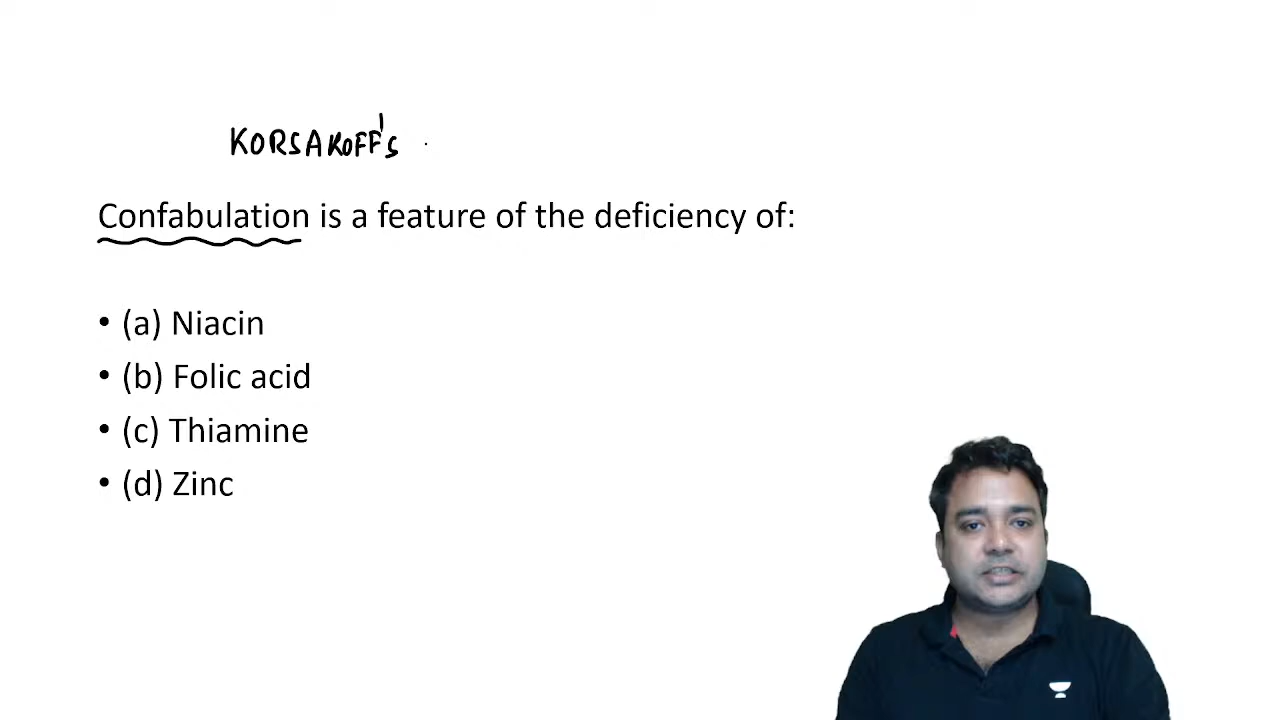 KORSAKOFF's
Confabulation is a feature of the deficiency of:
• (a) Niacin
• (b) Folic acid
• (c) Thiamine
• (d) Zinc